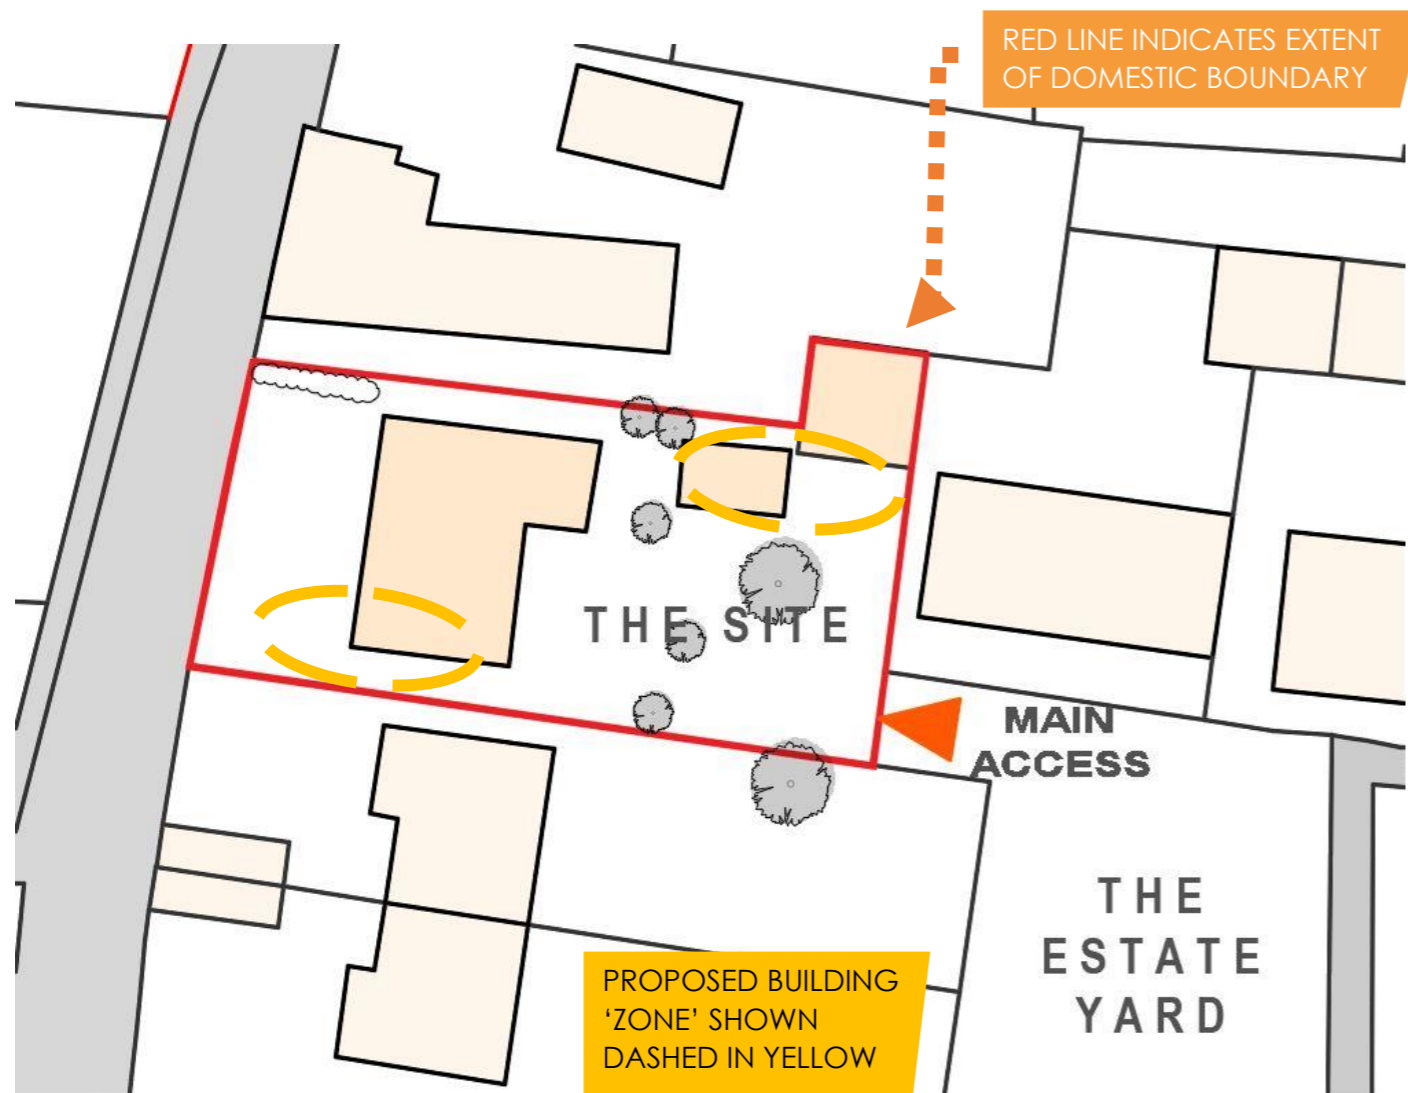 RED LINE INDICATES EXTENT
OF DOMESTIC BOUNDARY
THE SITE
MAIN
ACCESS
THE
ESTATE
YARD
PROPOSED BUILDING
‘ZONE’ SHOWN
DASHED IN YELLOW